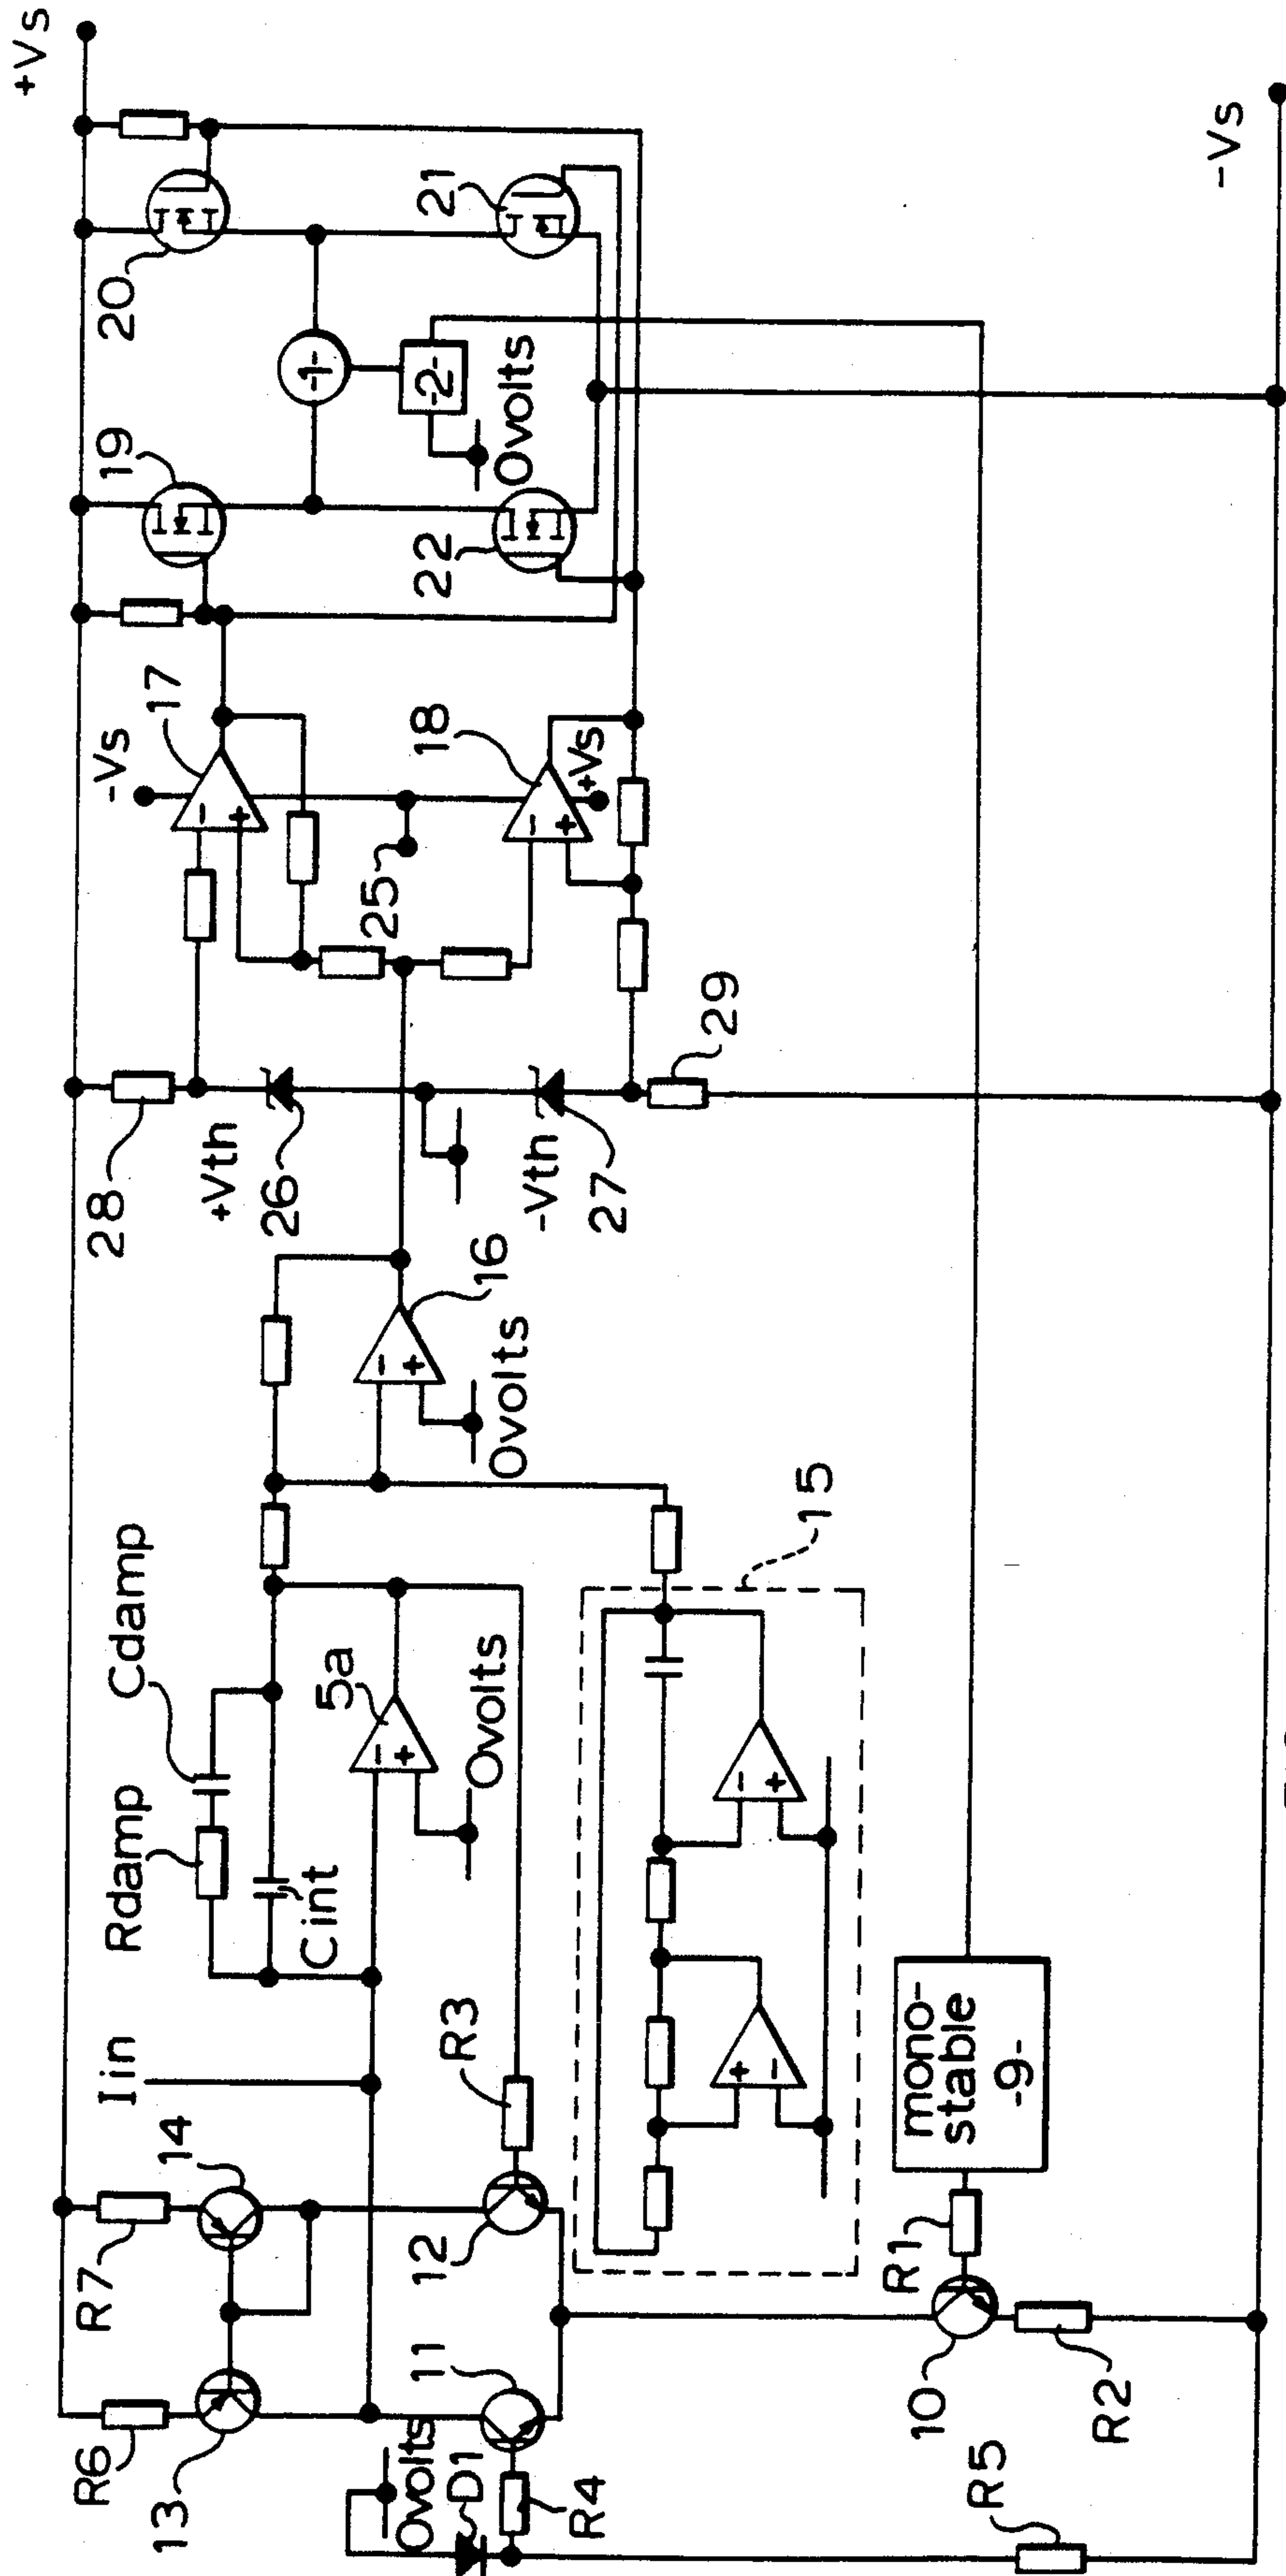 +Vs
R6
13
R7
14
Iin
Rdamp
Cdamp
Cint
5a
-
+
0volts
R3
12
11
0volts
D1
R4
R5
10
R2
R1
mono-
stable
-9-
15
-
+
+
-
16
-
+
0volts
28
+Vth
26
-Vth
27
29
25
-Vs
17
-
+
18
-
+
+Vs
19
20
22
21
-1-
-2-
0volts
-Vs